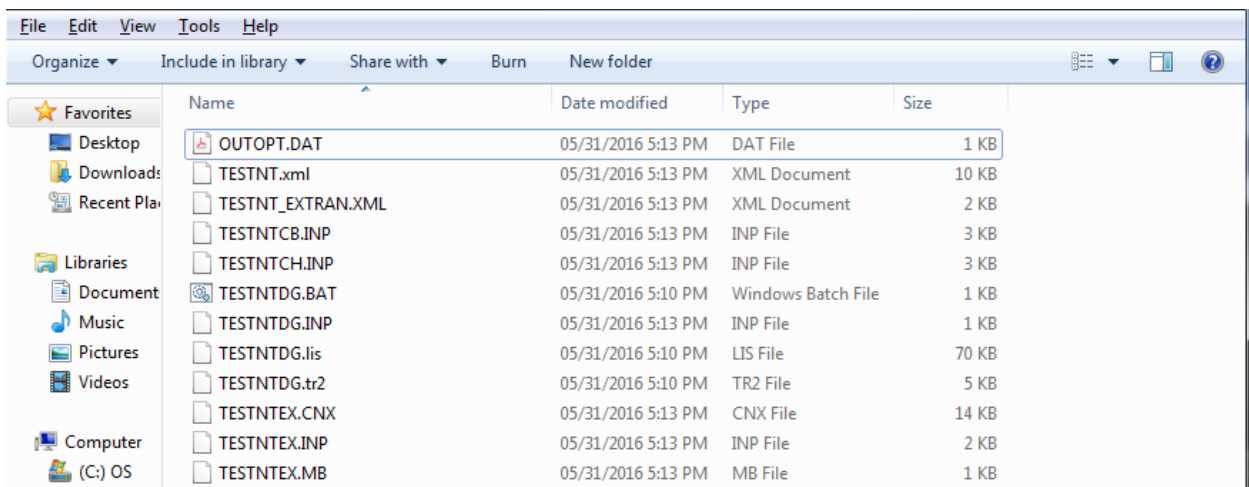 File Edit View Tools Help
Organize Include in library Share with Burn New folder
Name Date modified Type Size
Favorites
Desktop
Downloads
Recent Pla
Libraries
Document
Music
Pictures
Videos
Computer
(C:) OS
OUTOPT.DAT 05/31/2016 5:13 PM DAT File 1 KB
TESTNT.xml 05/31/2016 5:13 PM XML Document 10 KB
TESTNT_EXTRAN.XML 05/31/2016 5:13 PM XML Document 2 KB
TESTNTCB.INP 05/31/2016 5:13 PM INP File 3 KB
TESTNTCH.INP 05/31/2016 5:13 PM INP File 3 KB
TESTNTDG.BAT 05/31/2016 5:10 PM Windows Batch File 1 KB
TESTNTDG.INP 05/31/2016 5:13 PM INP File 1 KB
TESTNTDG.lis 05/31/2016 5:10 PM LIS File 70 KB
TESTNTDG.tr2 05/31/2016 5:10 PM TR2 File 5 KB
TESTNTEX.CNX 05/31/2016 5:13 PM CNX File 14 KB
TESTNTEX.INP 05/31/2016 5:13 PM INP File 2 KB
TESTNTEX.MB 05/31/2016 5:13 PM MB File 1 KB